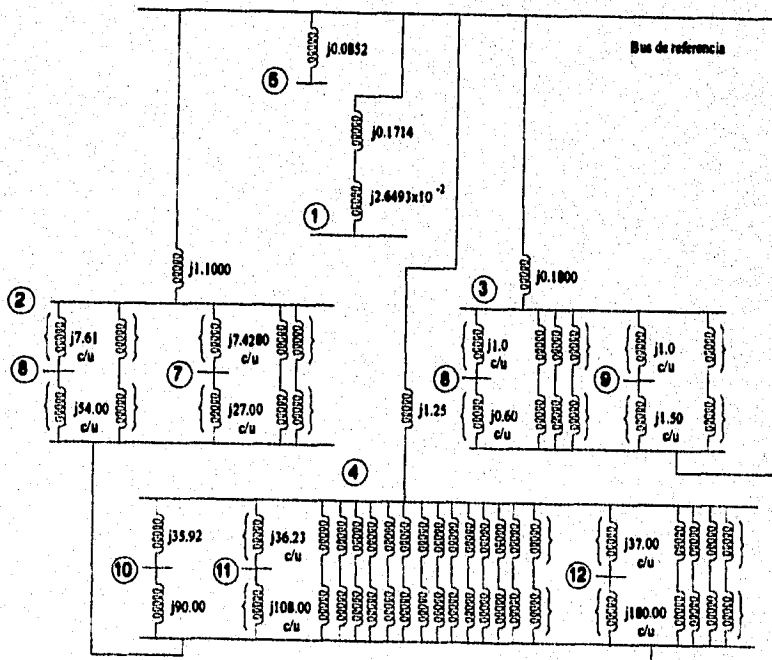 Bus de referencia
j0.0852
5
j0.1714
j2.6493x10 -2
1
j1.1000
j0.1800
2
3
j7.61
c/u
j7.4280
c/u
j1.0
c/u
j1.0
c/u
6
7
8
9
j54.00
c/u
j27.00
c/u
j1.25
j0.60
c/u
j1.50
c/u
4
j35.92
j36.23
c/u
j37.00
c/u
10
11
12
j90.00
j108.00
c/u
j180.00
c/u